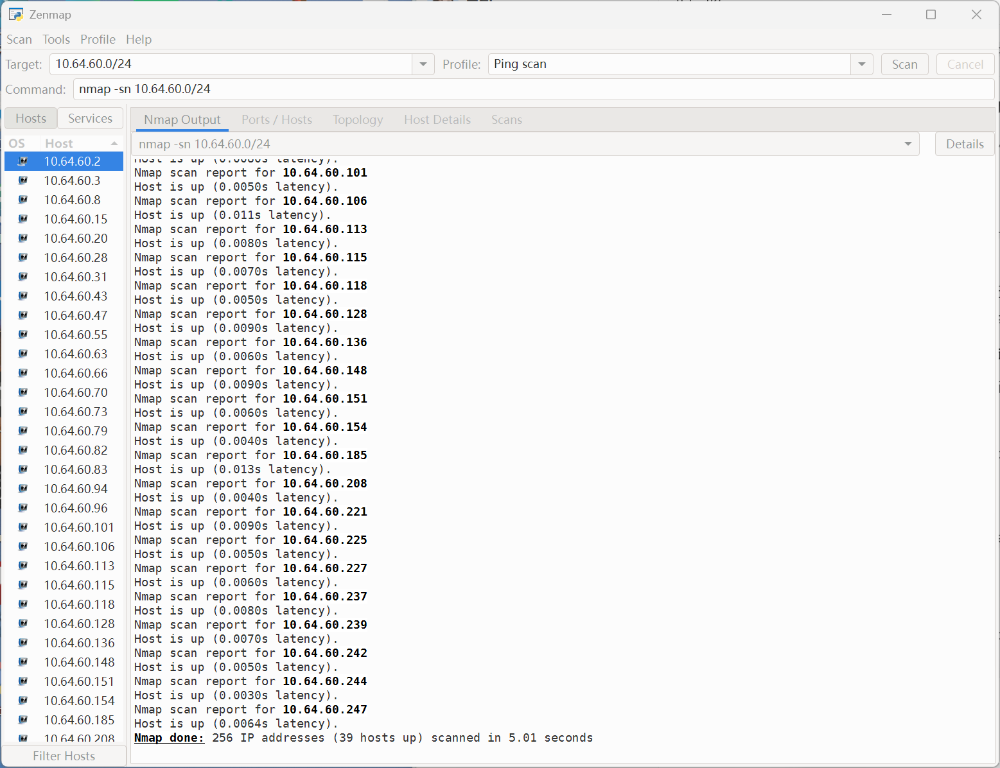 Zenmap
Scan Tools Profile Help
Target: 10.64.60.0/24 Profile: Ping scan Scan Cancel
Command: nmap -sn 10.64.60.0/24
Hosts Services
OS Host
10.64.60.2
10.64.60.3
10.64.60.8
10.64.60.15
10.64.60.20
10.64.60.28
10.64.60.31
10.64.60.43
10.64.60.47
10.64.60.55
10.64.60.63
10.64.60.66
10.64.60.70
10.64.60.73
10.64.60.79
10.64.60.82
10.64.60.83
10.64.60.94
10.64.60.96
10.64.60.101
10.64.60.106
10.64.60.113
10.64.60.115
10.64.60.118
10.64.60.128
10.64.60.136
10.64.60.148
10.64.60.151
10.64.60.154
10.64.60.185
10.64.60.208
Filter Hosts
Nmap Output Ports / Hosts Topology Host Details Scans
nmap -sn 10.64.60.0/24 Details
Host is up (0.0080s latency).
Nmap scan report for 10.64.60.101
Host is up (0.0050s latency).
Nmap scan report for 10.64.60.106
Host is up (0.011s latency).
Nmap scan report for 10.64.60.113
Host is up (0.0080s latency).
Nmap scan report for 10.64.60.115
Host is up (0.0070s latency).
Nmap scan report for 10.64.60.118
Host is up (0.0050s latency).
Nmap scan report for 10.64.60.128
Host is up (0.0090s latency).
Nmap scan report for 10.64.60.136
Host is up (0.0060s latency).
Nmap scan report for 10.64.60.148
Host is up (0.0090s latency).
Nmap scan report for 10.64.60.151
Host is up (0.0060s latency).
Nmap scan report for 10.64.60.154
Host is up (0.0040s latency).
Nmap scan report for 10.64.60.185
Host is up (0.013s latency).
Nmap scan report for 10.64.60.208
Host is up (0.0040s latency).
Nmap scan report for 10.64.60.221
Host is up (0.0090s latency).
Nmap scan report for 10.64.60.225
Host is up (0.0050s latency).
Nmap scan report for 10.64.60.227
Host is up (0.0060s latency).
Nmap scan report for 10.64.60.237
Host is up (0.0080s latency).
Nmap scan report for 10.64.60.239
Host is up (0.0070s latency).
Nmap scan report for 10.64.60.242
Host is up (0.0050s latency).
Nmap scan report for 10.64.60.244
Host is up (0.0030s latency).
Nmap scan report for 10.64.60.247
Host is up (0.0064s latency).
Nmap done: 256 IP addresses (39 hosts up) scanned in 5.01 seconds